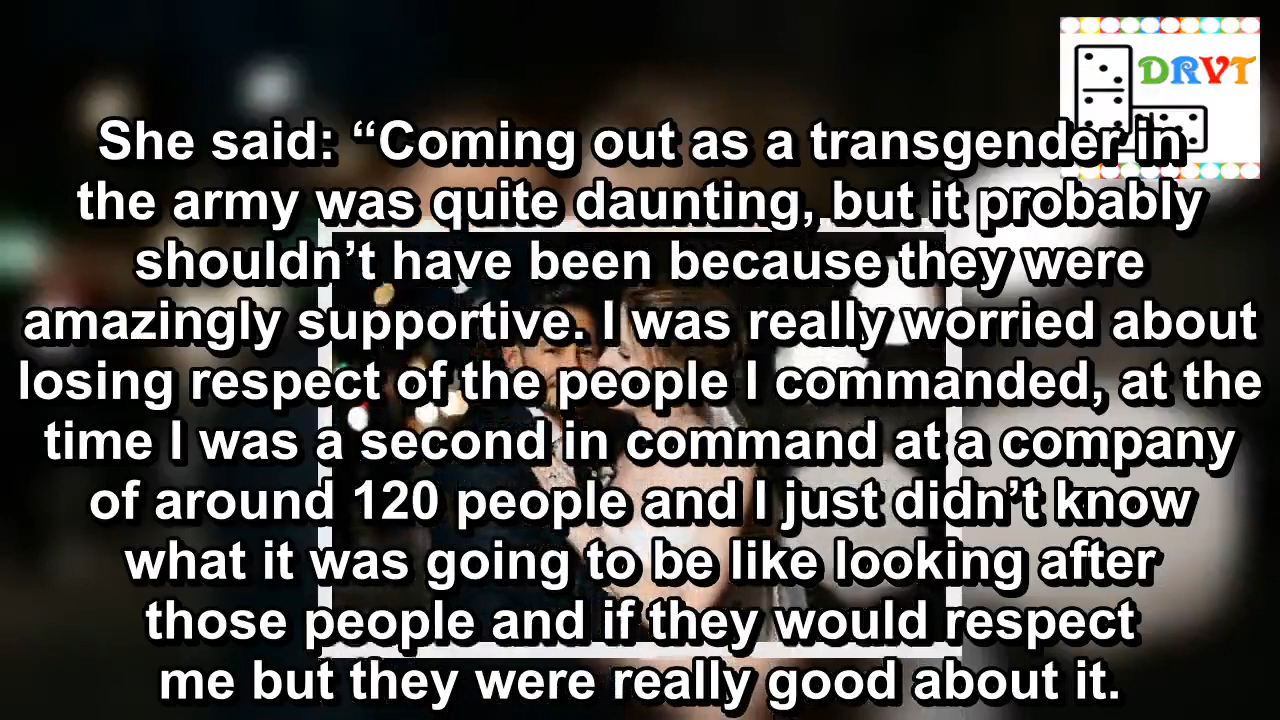 DRVT
She said: “Coming out as a transgender in
the army was quite daunting, but it probably
shouldn’t have been because they were
amazingly supportive. I was really worried about
losing respect of the people I commanded, at the
time I was a second in command at a company
of around 120 people and I just didn’t know
what it was going to be like looking after
those people and if they would respect
me but they were really good about it.